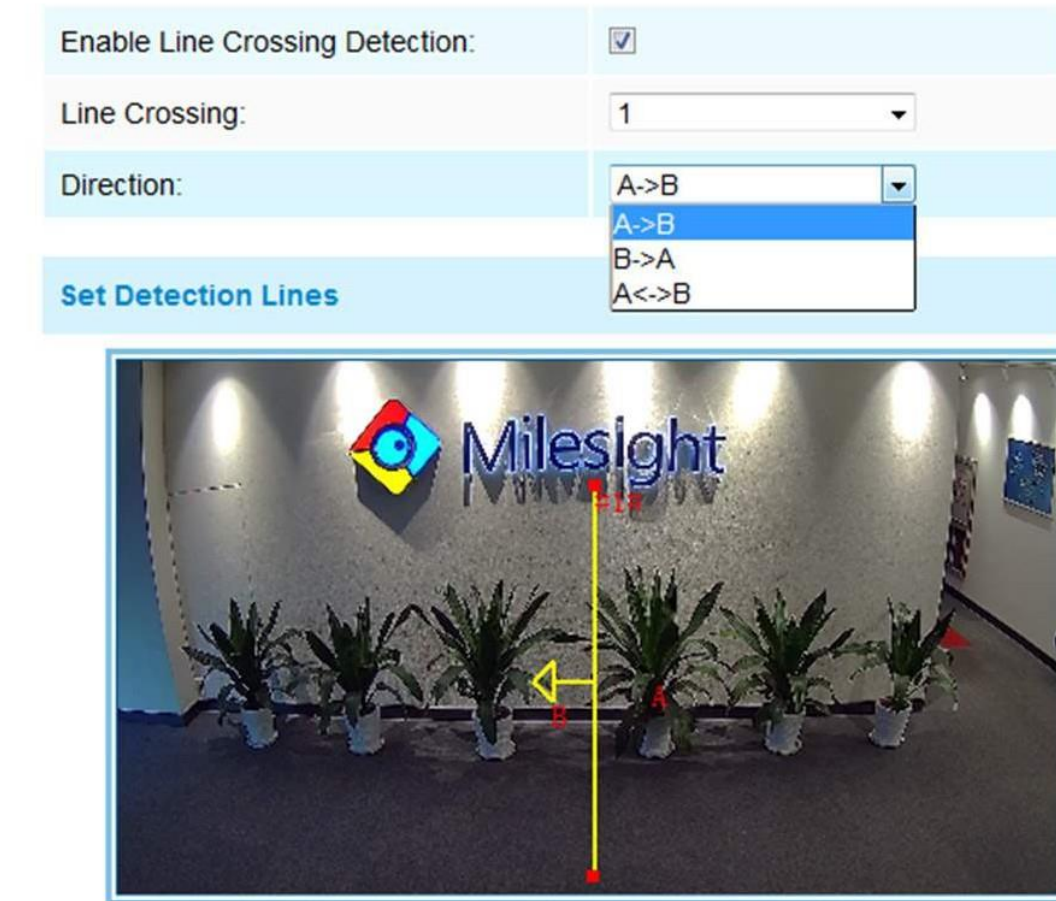 Enable Line Crossing Detection:
Line Crossing: 1
Direction: A->B
A->B
B->A
A<->B
Set Detection Lines
Milesight
=1=
A
B